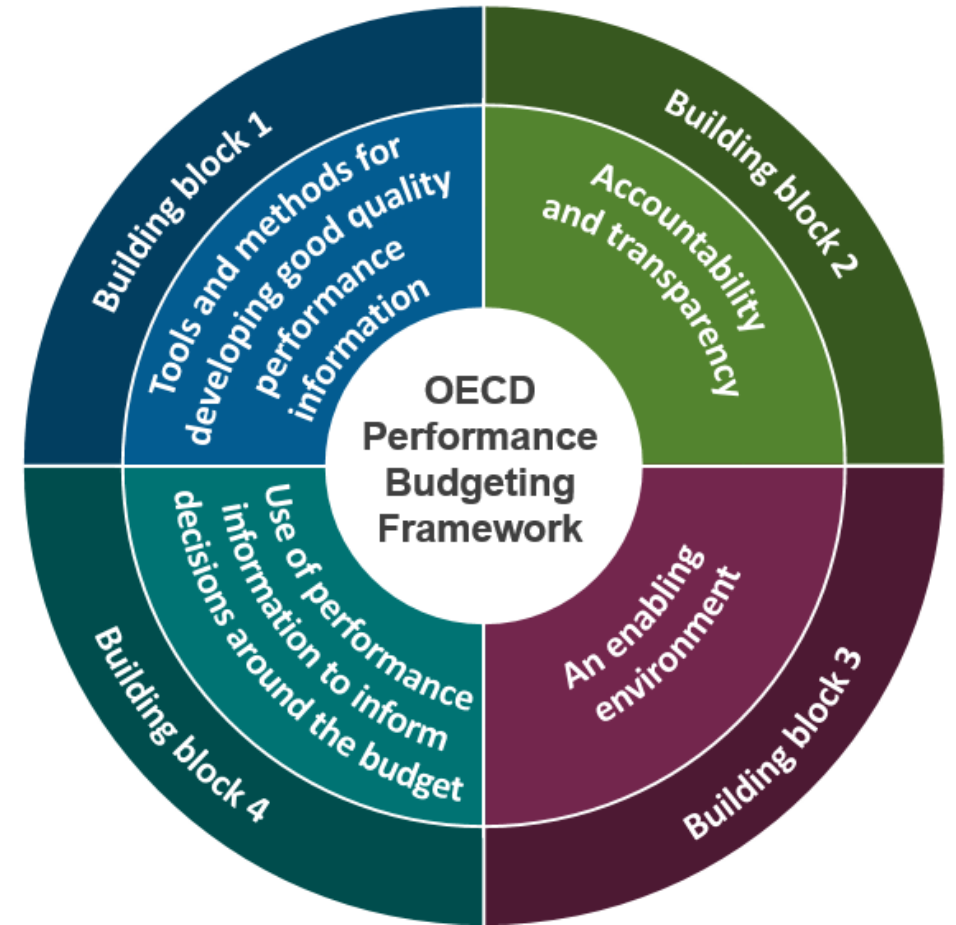 Building block 1
Tools and methods for
developing good quality
performance
information
Building block 2
Accountability
and transparency
OECD
Performance
Budgeting
Framework
Building block 3
An enabling
environment
Building block 4
Use of performance
information to inform
decisions around the budget